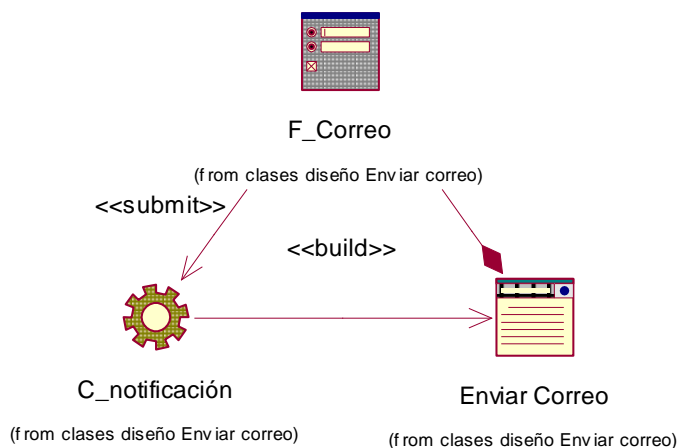 F_Correo
(from clases diseño Enviar correo)
<<submit>>
<<build>>
C_notificación
(from clases diseño Enviar correo)
Enviar Correo
(from clases diseño Enviar correo)